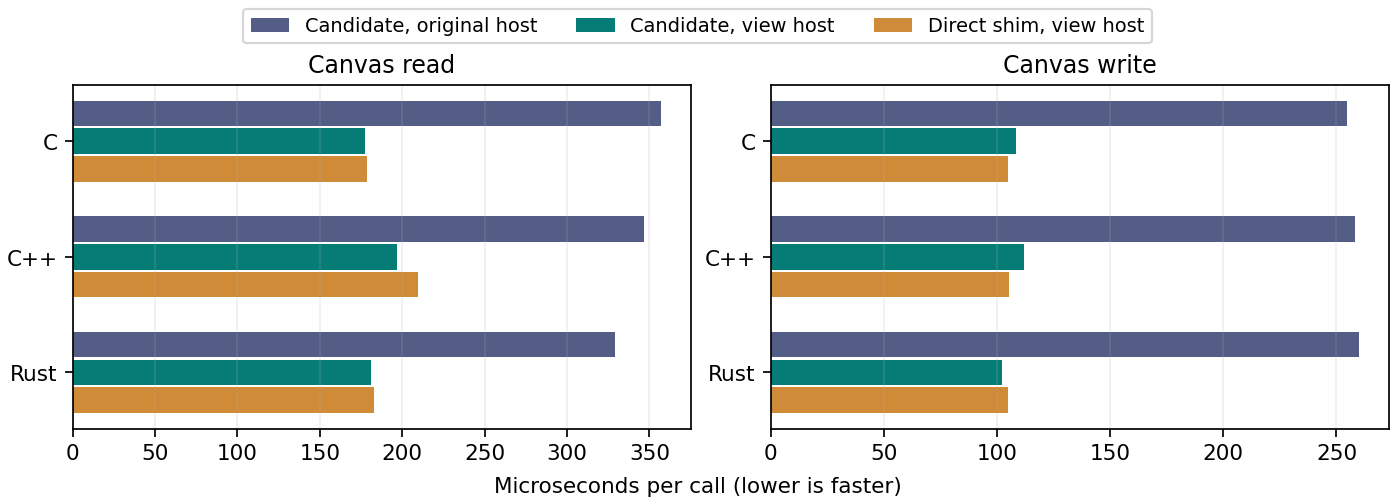 Candidate, original host
Candidate, view host
Direct shim, view host
Canvas read
Canvas write
C
C++
Rust
0 50 100 150 200 250 300 350
C
C++
Rust
0 50 100 150 200 250
Microseconds per call (lower is faster)